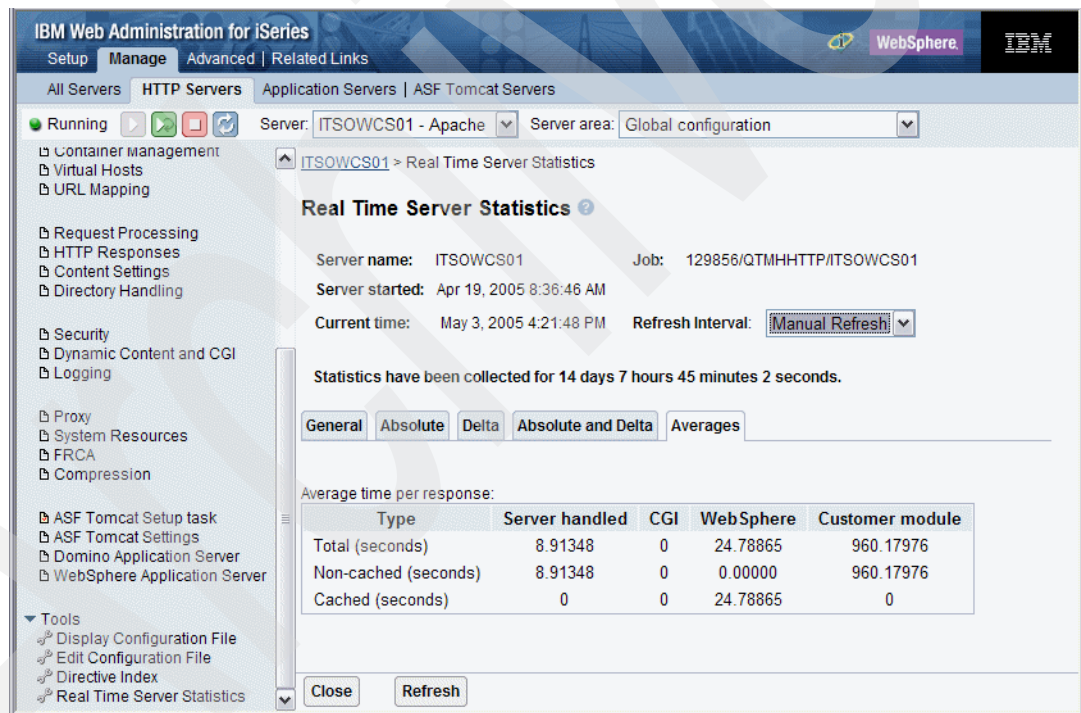 IBM Web Administration for iSeries
WebSphere.
IBM
Setup Manage Advanced | Related Links
All Servers HTTP Servers Application Servers | ASF Tomcat Servers
Running Server: ITSOWCS01 - Apache Server area: Global configuration
Container Management
Virtual Hosts
URL Mapping
Request Processing
HTTP Responses
Content Settings
Directory Handling
Security
Dynamic Content and CGI
Logging
Proxy
System Resources
FRCA
Compression
ASF Tomcat Setup task
ASF Tomcat Settings
Domino Application Server
WebSphere Application Server
Tools
Display Configuration File
Edit Configuration File
Directive Index
Real Time Server Statistics
ITSOWCS01 > Real Time Server Statistics
Real Time Server Statistics
Server name: ITSOWCS01 Job: 129856/QTMHHTTP/ITSOWCS01
Server started: Apr 19, 2005 8:36:46 AM
Current time: May 3, 2005 4:21:48 PM Refresh Interval: Manual Refresh
Statistics have been collected for 14 days 7 hours 45 minutes 2 seconds.
General Absolute Delta Absolute and Delta Averages
Average time per response:
Type Server handled CGI WebSphere Customer module
Total (seconds) 8.91348 0 24.78865 960.17976
Non-cached (seconds) 8.91348 0 0.00000 960.17976
Cached (seconds) 0 0 24.78865 0
Close Refresh